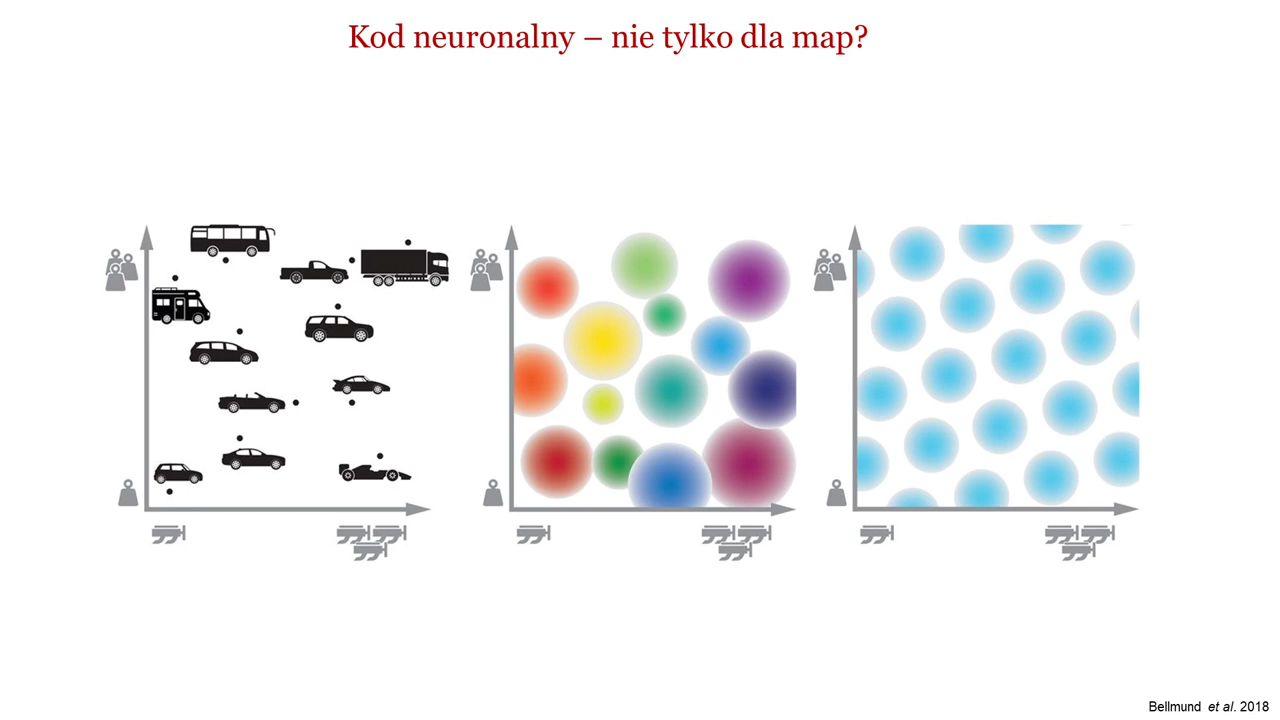 Kod neuronalny – nie tylko dla map?
Bellmund et al. 2018